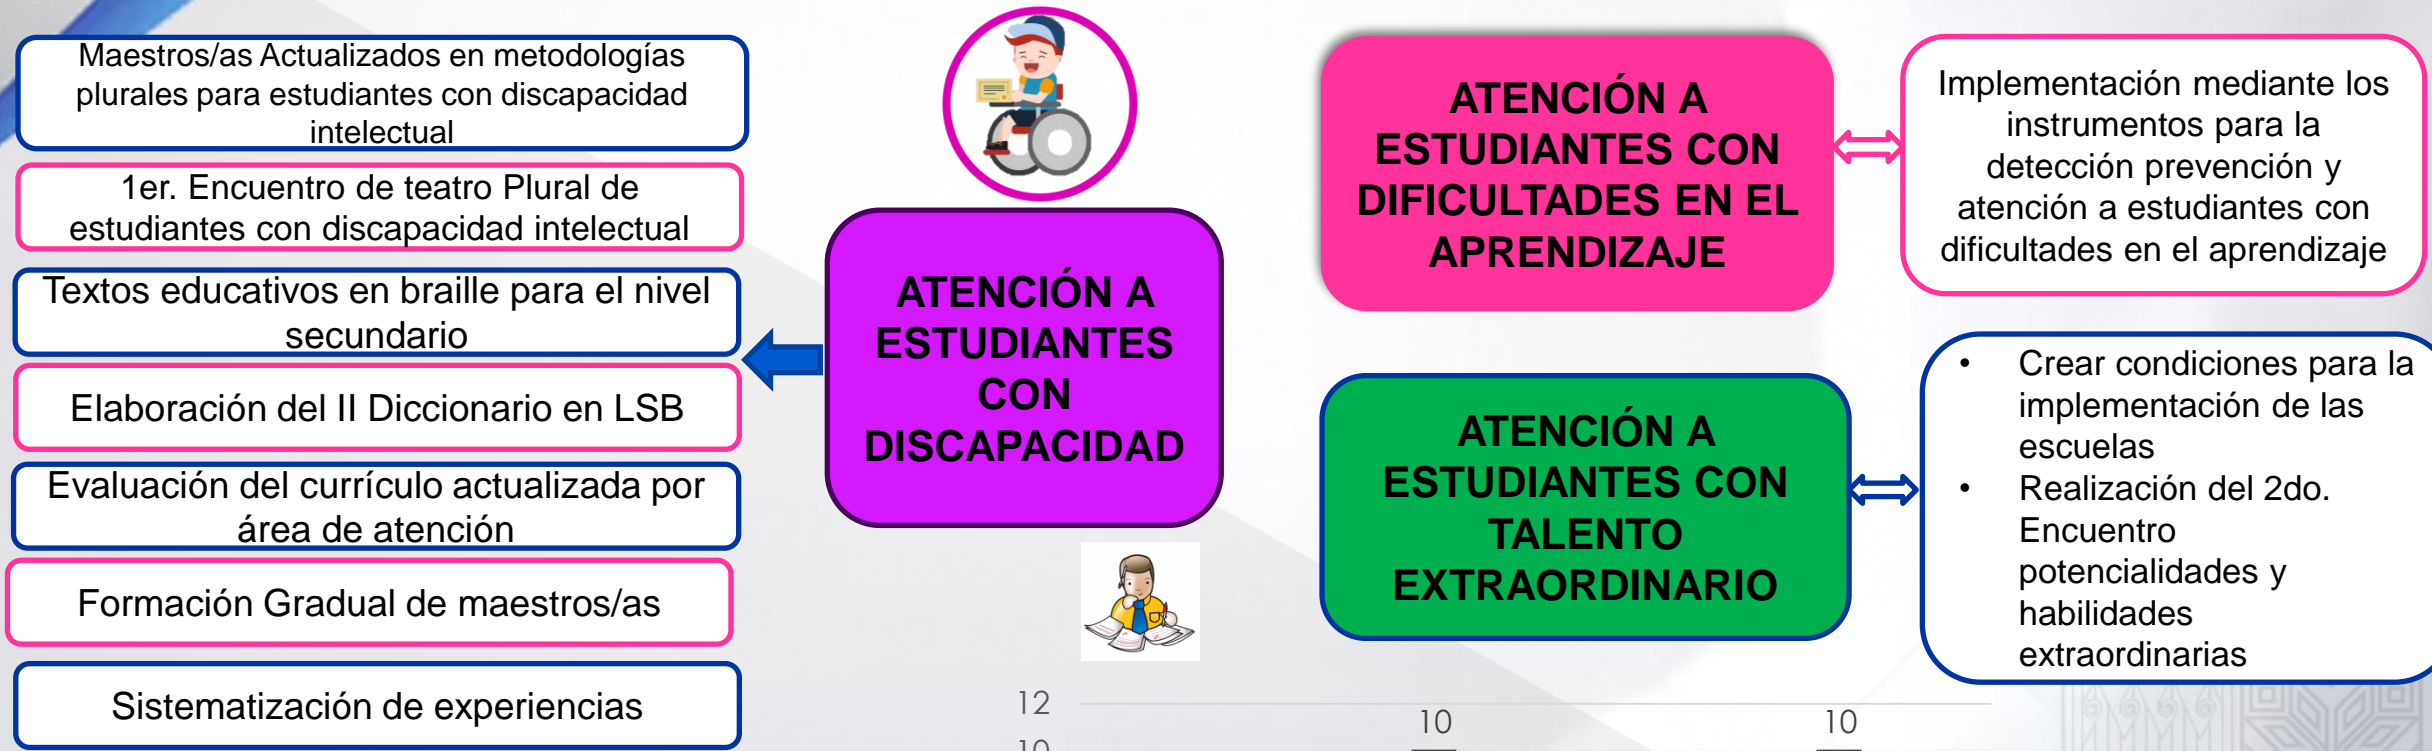 Maestros/as Actualizados en metodologías
plurales para estudiantes con discapacidad
intelectual
1er. Encuentro de teatro Plural de
estudiantes con discapacidad intelectual
Textos educativos en braille para el nivel
secundario
Elaboración del II Diccionario en LSB
Evaluación del currículo actualizada por
área de atención
Formación Gradual de maestros/as
Sistematización de experiencias
ATENCIÓN A
ESTUDIANTES
CON
DISCAPACIDAD
ATENCIÓN A
ESTUDIANTES CON
DIFICULTADES EN EL
APRENDIZAJE
Implementación mediante los
instrumentos para la
detección prevención y
atención a estudiantes con
dificultades en el aprendizaje
ATENCIÓN A
ESTUDIANTES CON
TALENTO
EXTRAORDINARIO
• Crear condiciones para la
implementación de las
escuelas
• Realización del 2do.
Encuentro
potencialidades y
habilidades
extraordinarias
12
10
10
10